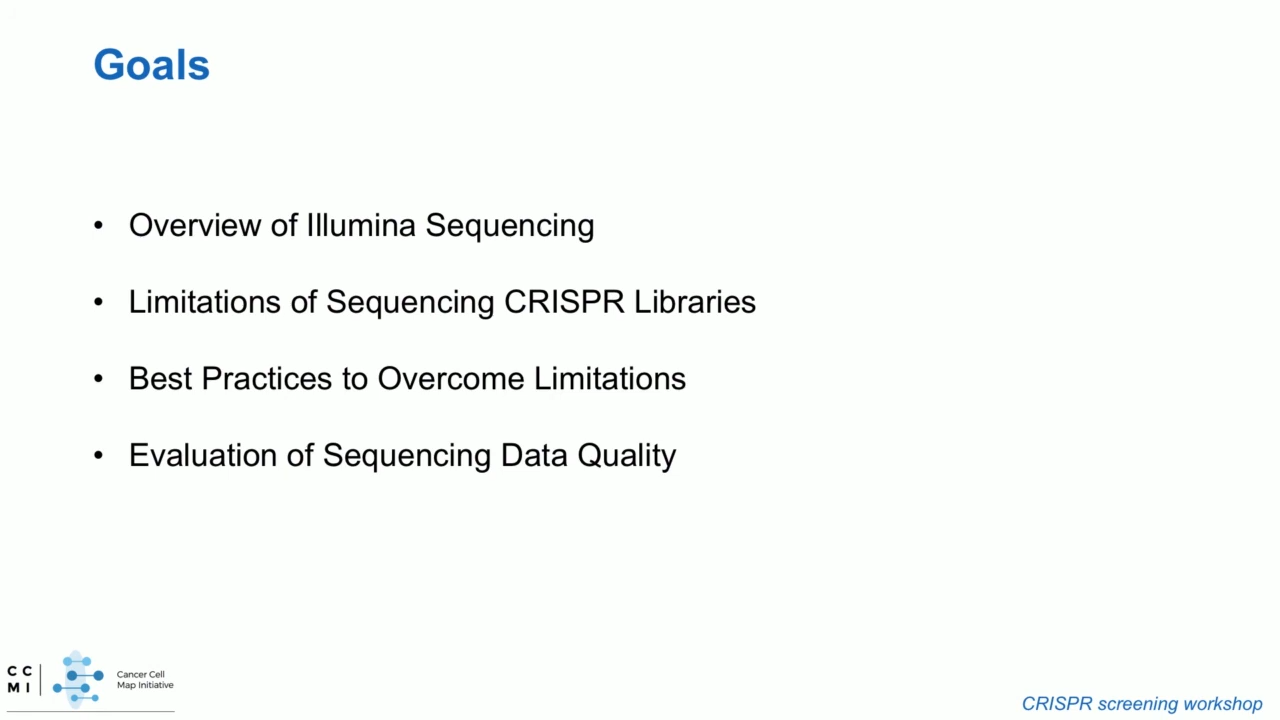 Goals
• Overview of Illumina Sequencing
• Limitations of Sequencing CRISPR Libraries
• Best Practices to Overcome Limitations
• Evaluation of Sequencing Data Quality
C C
M I
Cancer Cell
Map Initiative
CRISPR screening workshop